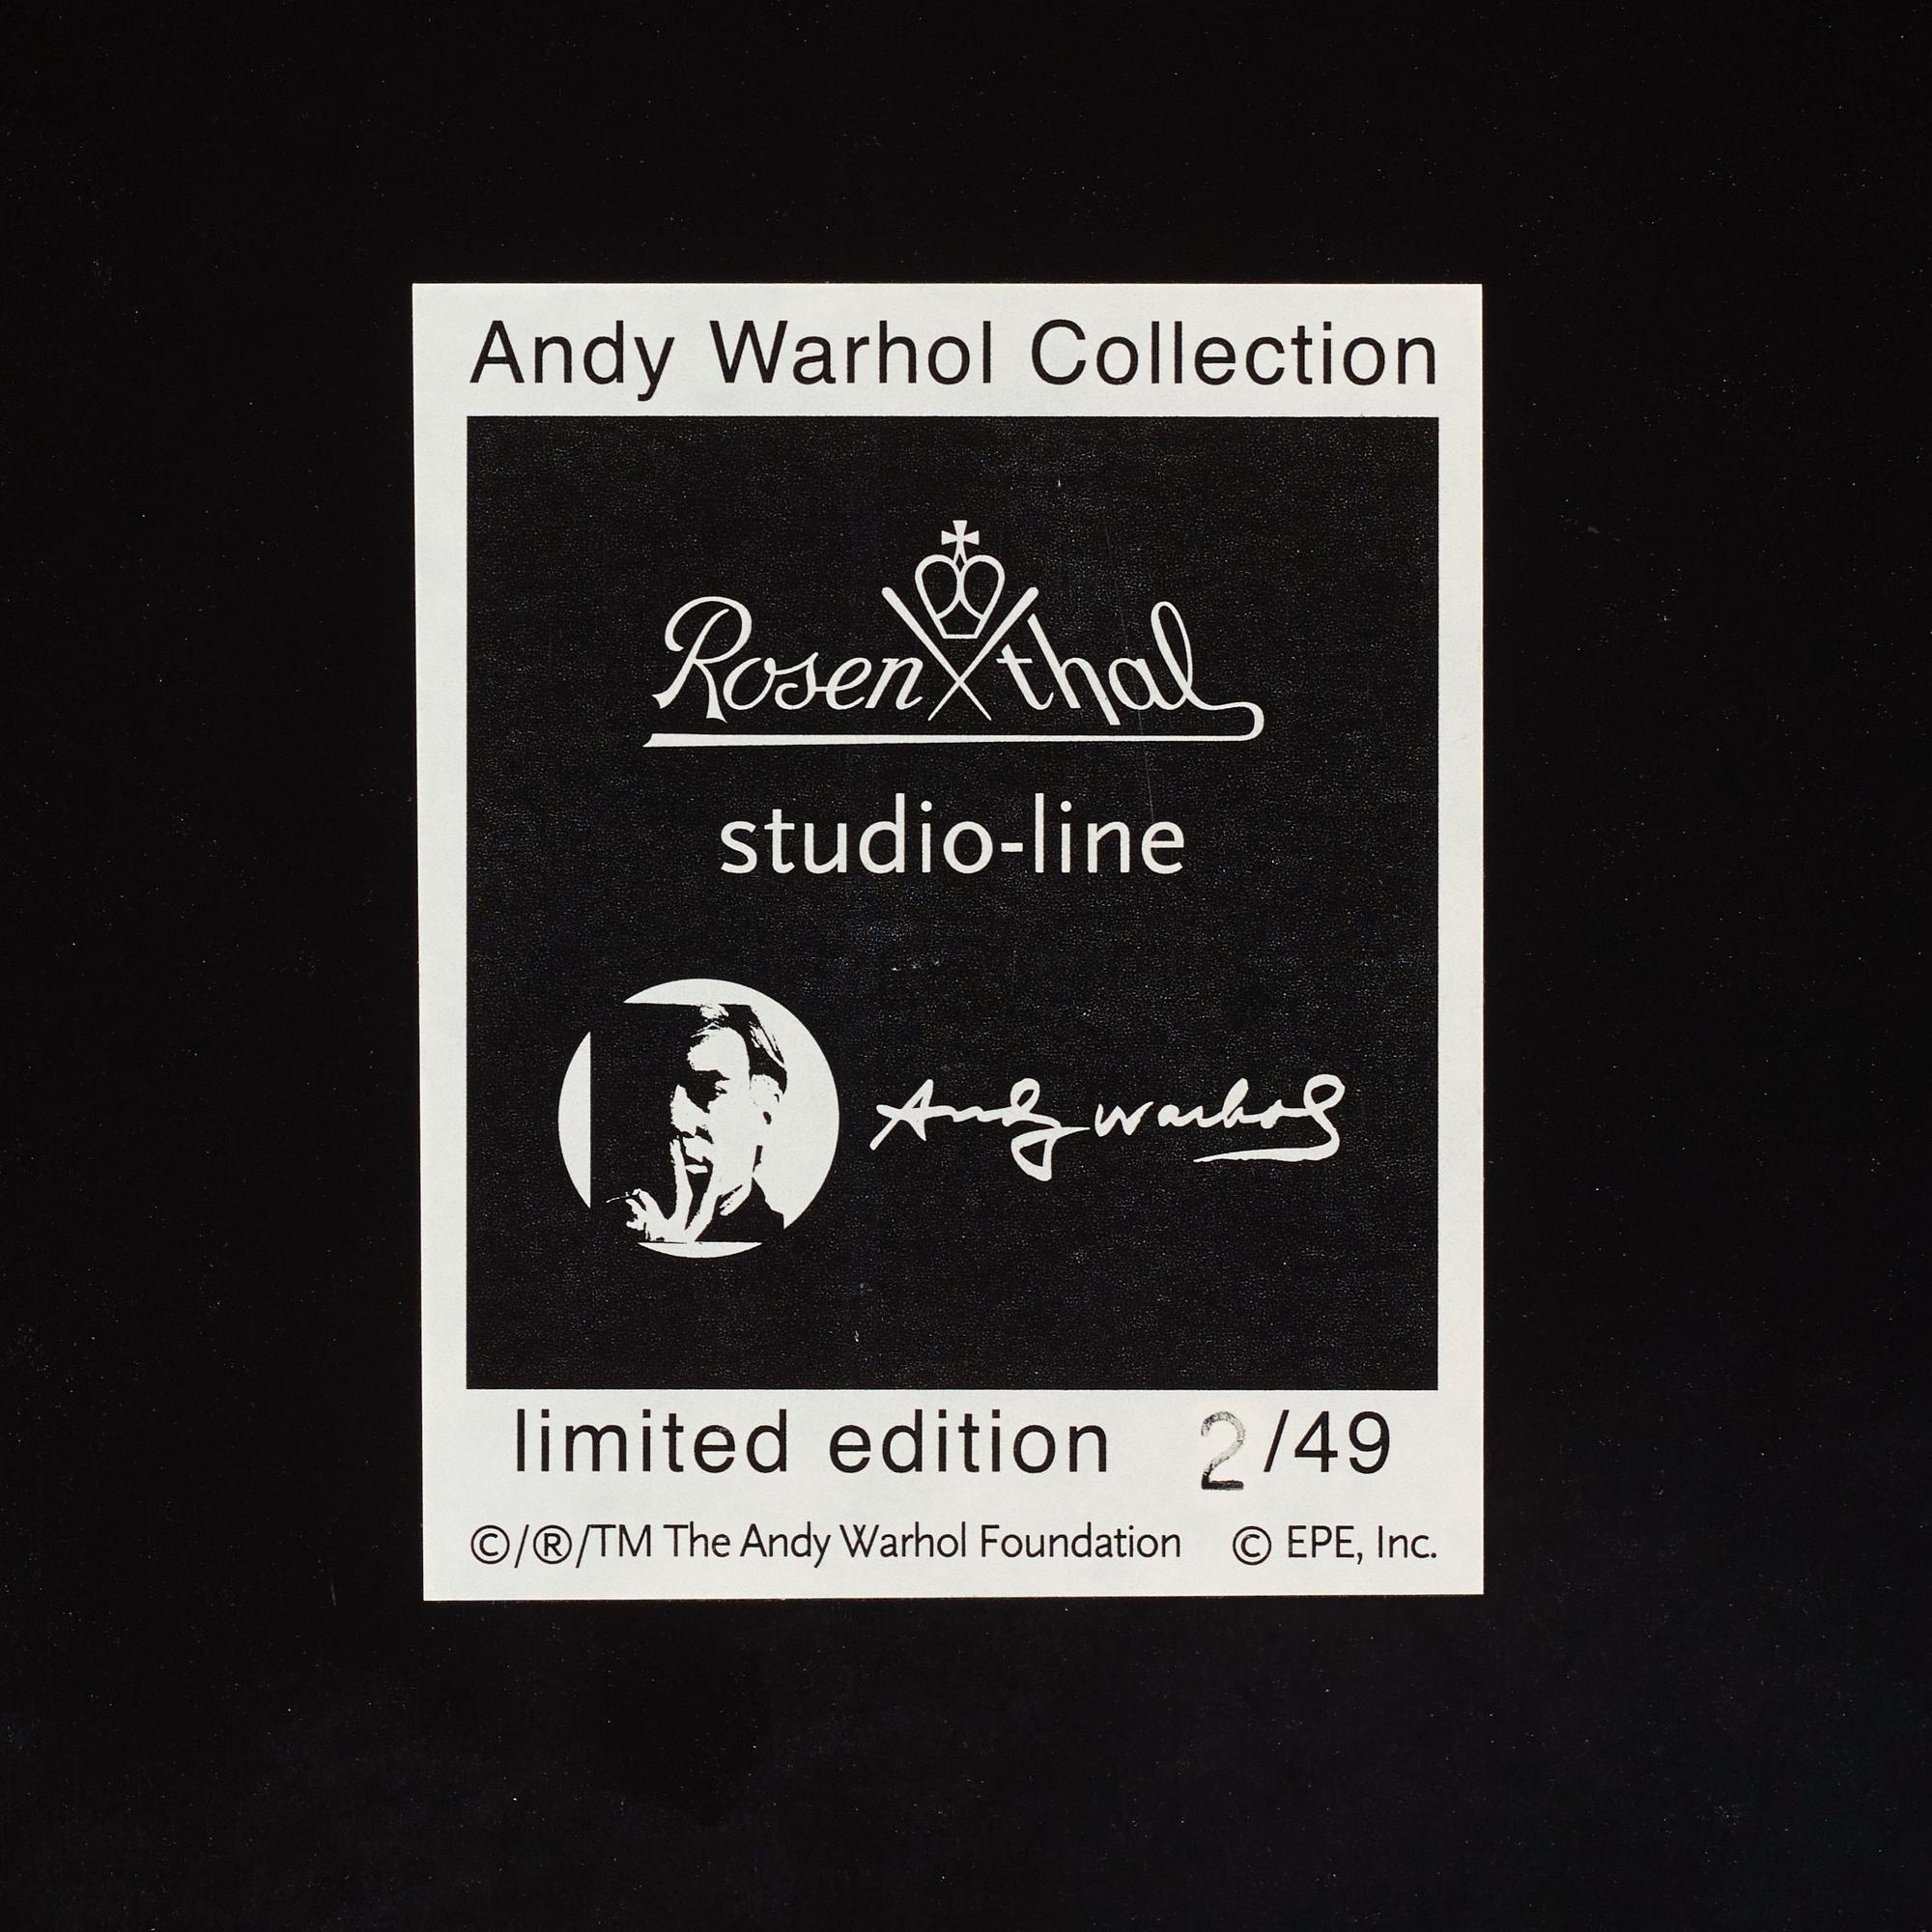 Andy Warhol Collection
Rosenthal
studio-line
Andy Warhol
limited edition 2/49
©/®/TM The Andy Warhol Foundation © EPE, Inc.